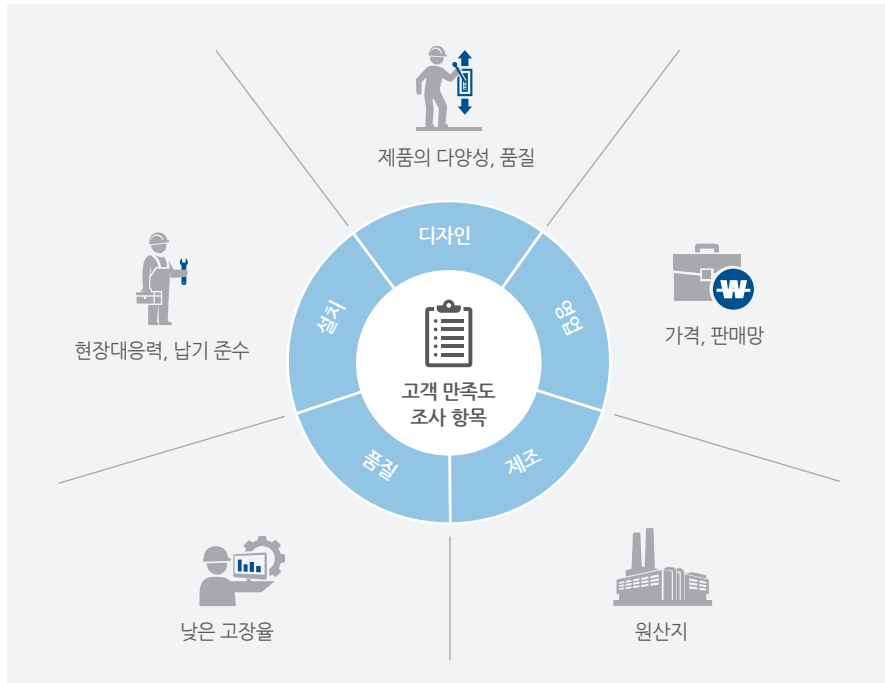 제품의 다양성, 품질
디자인
영업
가격, 판매망
제조
원산지
품질
낮은 고장율
설치
현장대응력, 납기 준수
고객 만족도
조사 항목